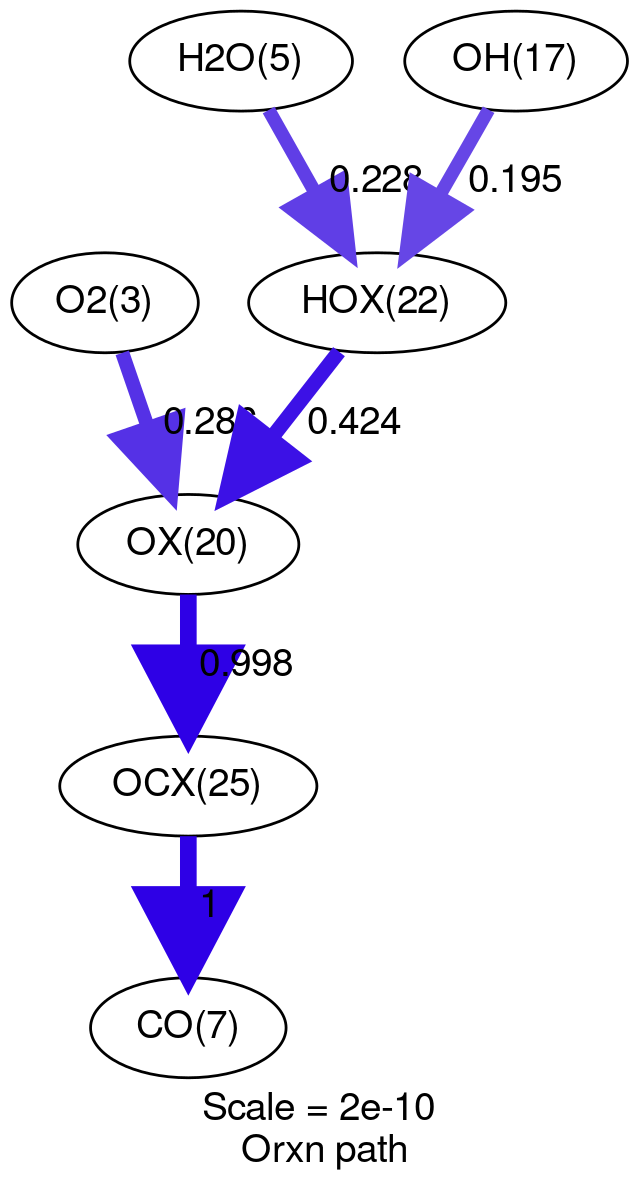 H2O(5)
OH(17)
0.228
0.195
O2(3)
HOX(22)
0.424
OX(20)
0.998
OCX(25)
1
CO(7)
Scale = 2e-10
Orxn path